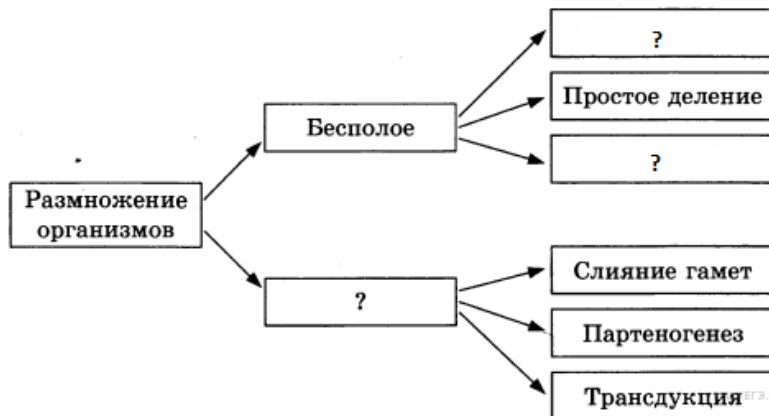 ?
Простое деление
Бесполое
?
Размножение
организмов
Слияние гамет
?
Партеногенез
Трансдукция